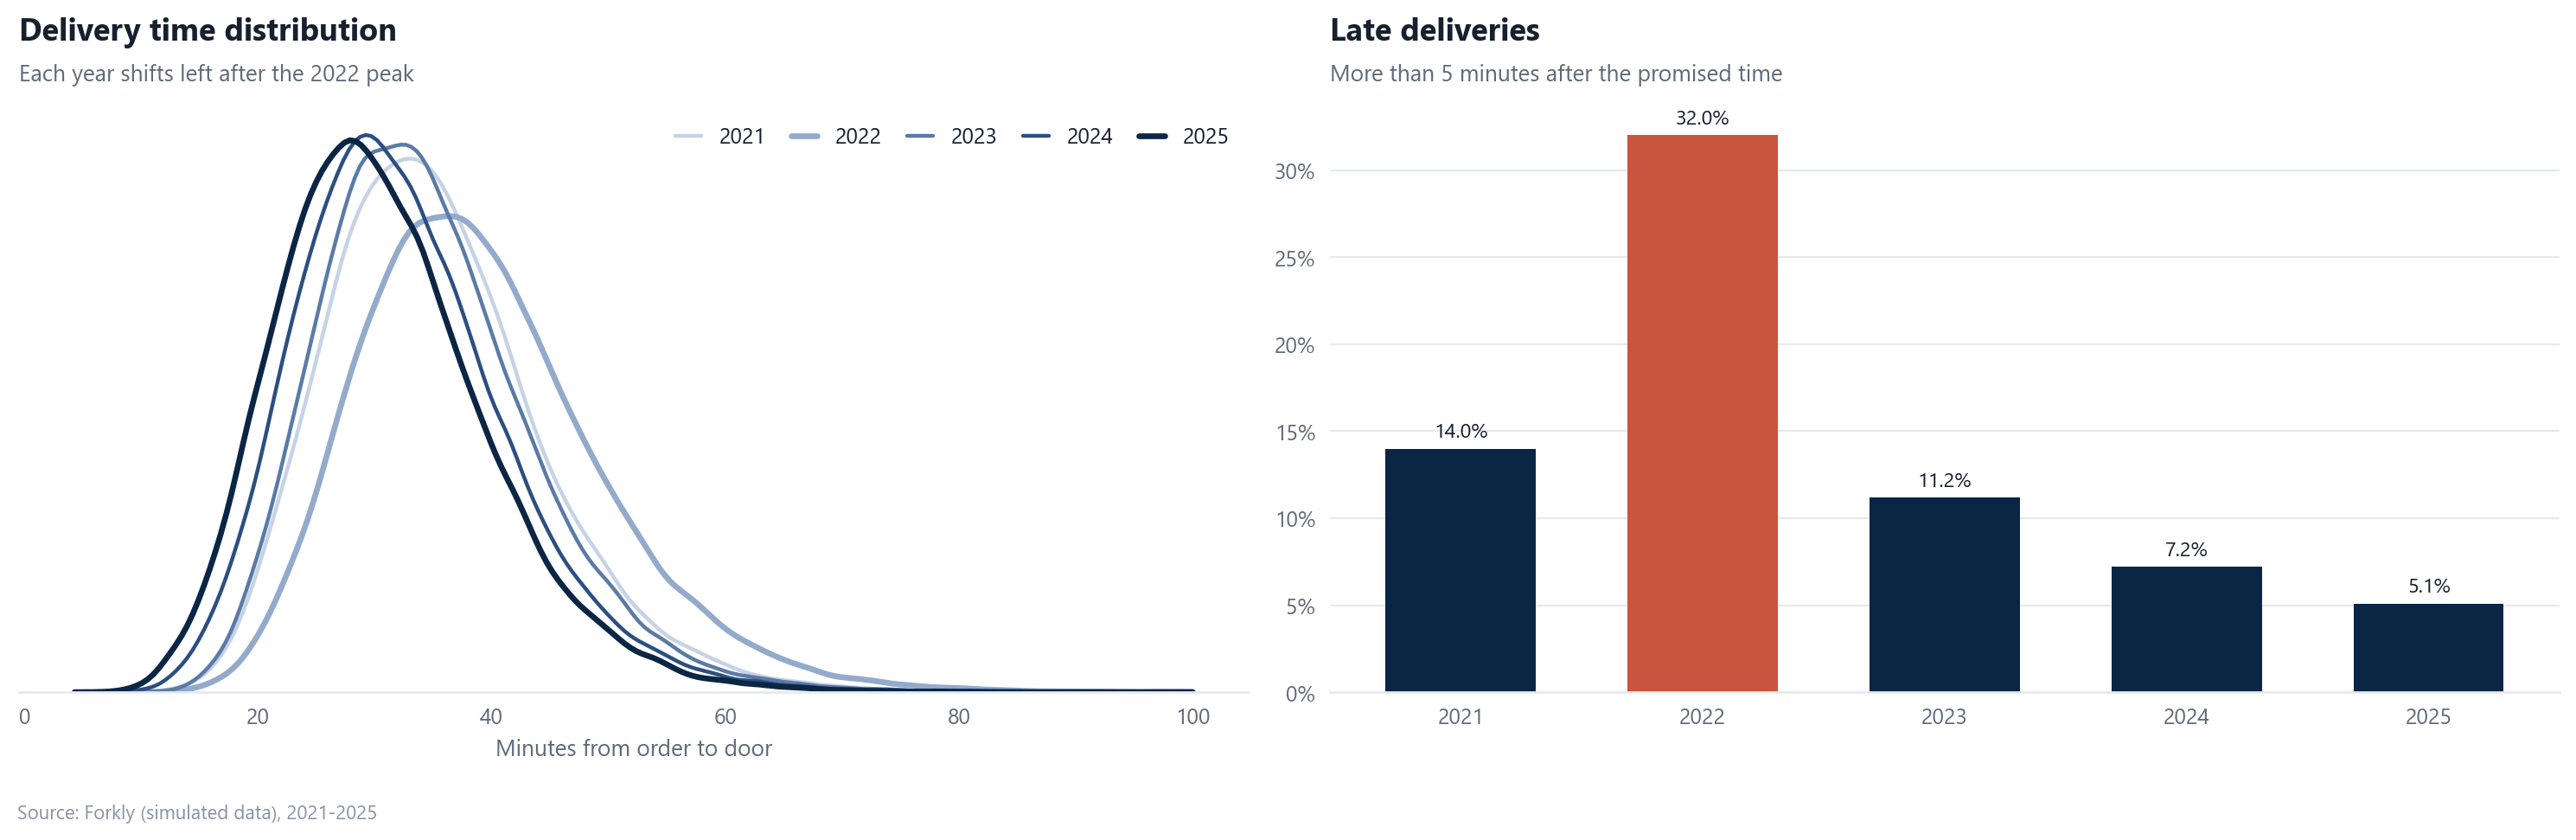 Delivery time distribution
Each year shifts left after the 2022 peak
2021 2022 2023 2024 2025
0 20 40 60 80 100
Minutes from order to door
Late deliveries
More than 5 minutes after the promised time
30%
25%
20%
15%
10%
5%
0%
14.0%
32.0%
11.2%
7.2%
5.1%
2021 2022 2023 2024 2025
Source: Forkly (simulated data), 2021-2025